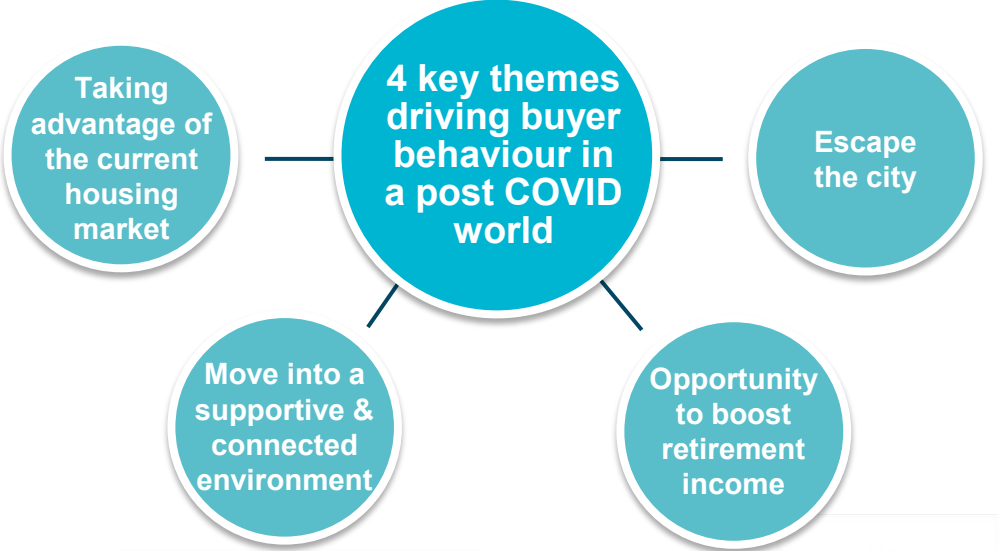 4 key themes
driving buyer
behaviour in
a post COVID
world
Taking
advantage of
the current
housing
market
Escape
the city
Move into a
supportive &
connected
environment
Opportunity
to boost
retirement
income